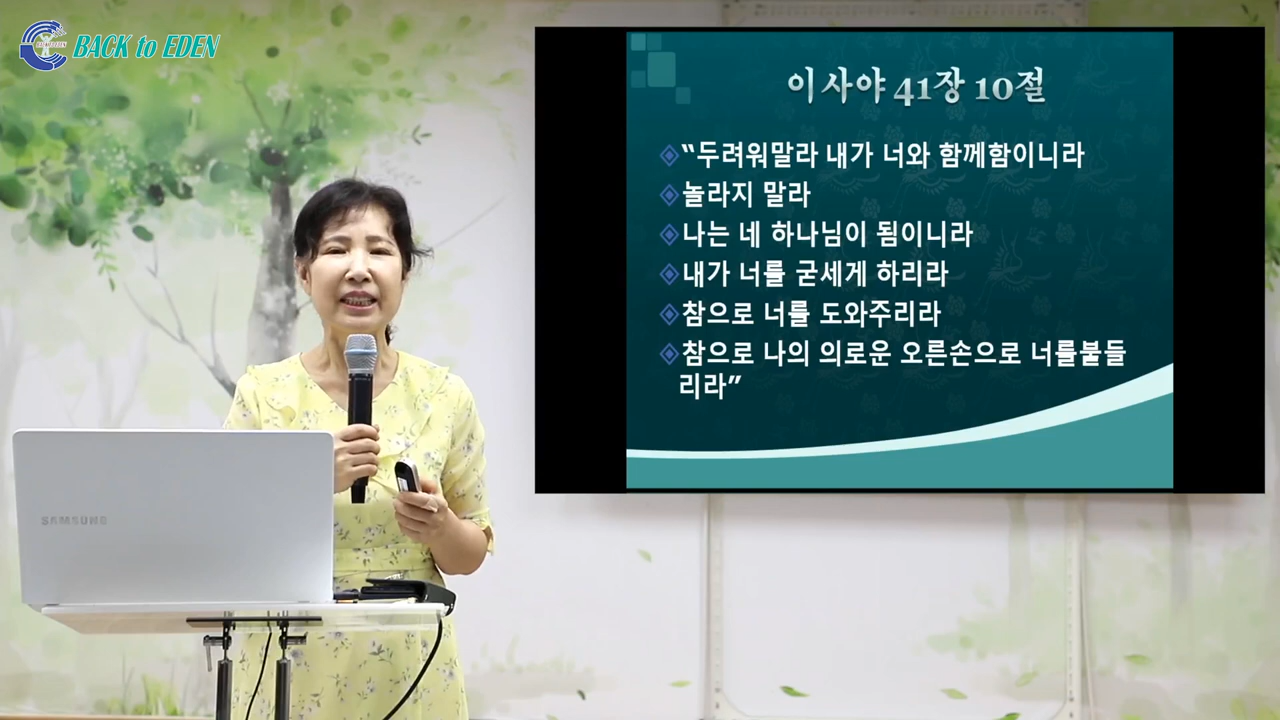 BACK to EDEN
이사야 41장 10절
“두려워말라 내가 너와 함께함이니라
놀라지 말라
나는 네 하나님이 됨이니라
내가 너를 굳세게 하리라
참으로 너를 도와주리라
참으로 나의 의로운 오른손으로 너를붙들
리라”
SAMSUNG